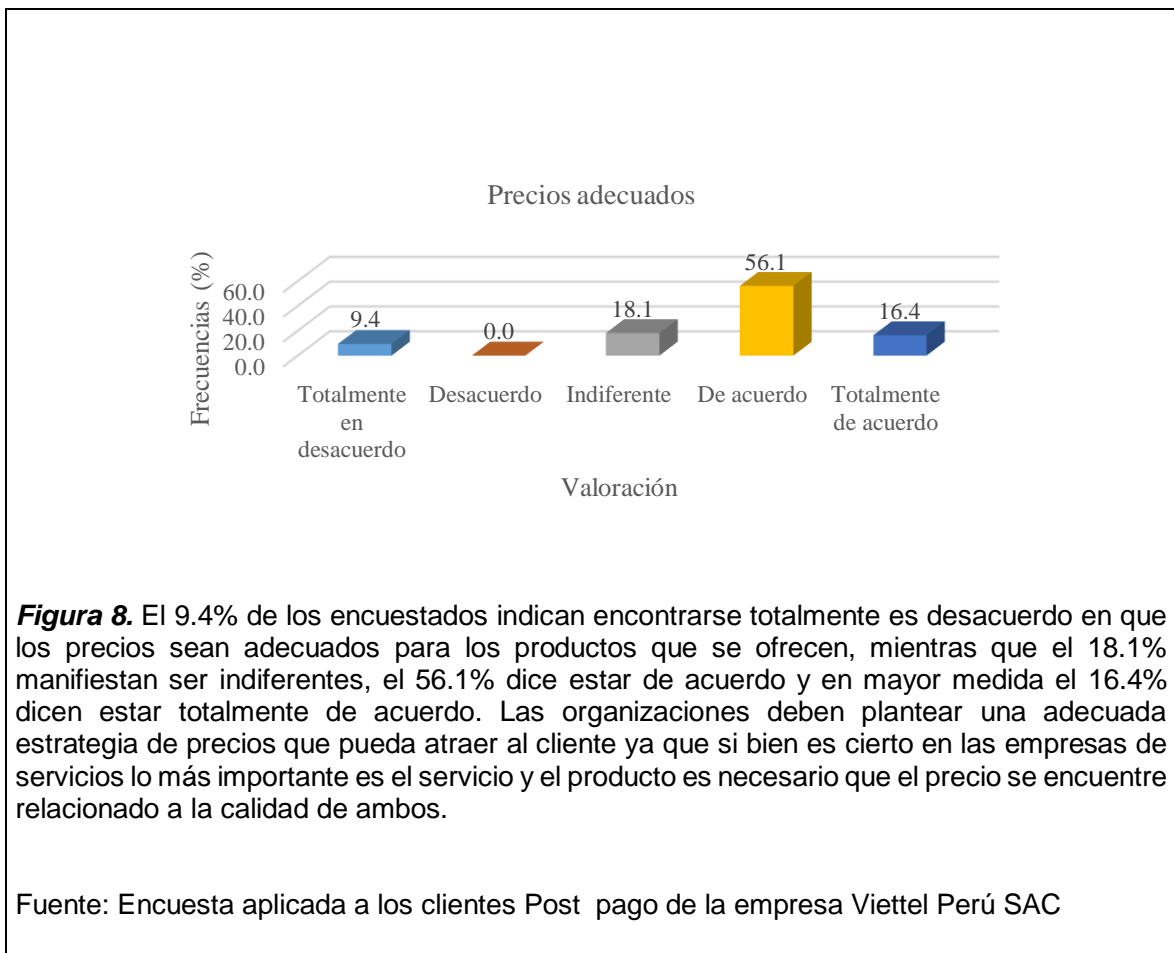 Precios adecuados
Frecuencias (%)
60.0
40.0
20.0
0.0
9.4
0.0
18.1
56.1
16.4
Totalmente
en
desacuerdo
Desacuerdo
Indiferente
De acuerdo
Totalmente
de acuerdo
Valoración
Figura 8. El 9.4% de los encuestados indican encontrarse totalmente es desacuerdo en que
los precios sean adecuados para los productos que se ofrecen, mientras que el 18.1%
manifiestan ser indiferentes, el 56.1% dice estar de acuerdo y en mayor medida el 16.4%
dicen estar totalmente de acuerdo. Las organizaciones deben plantear una adecuada
estrategia de precios que pueda atraer al cliente ya que si bien es cierto en las empresas de
servicios lo más importante es el servicio y el producto es necesario que el precio se encuentre
relacionado a la calidad de ambos.
Fuente: Encuesta aplicada a los clientes Post pago de la empresa Viettel Perú SAC